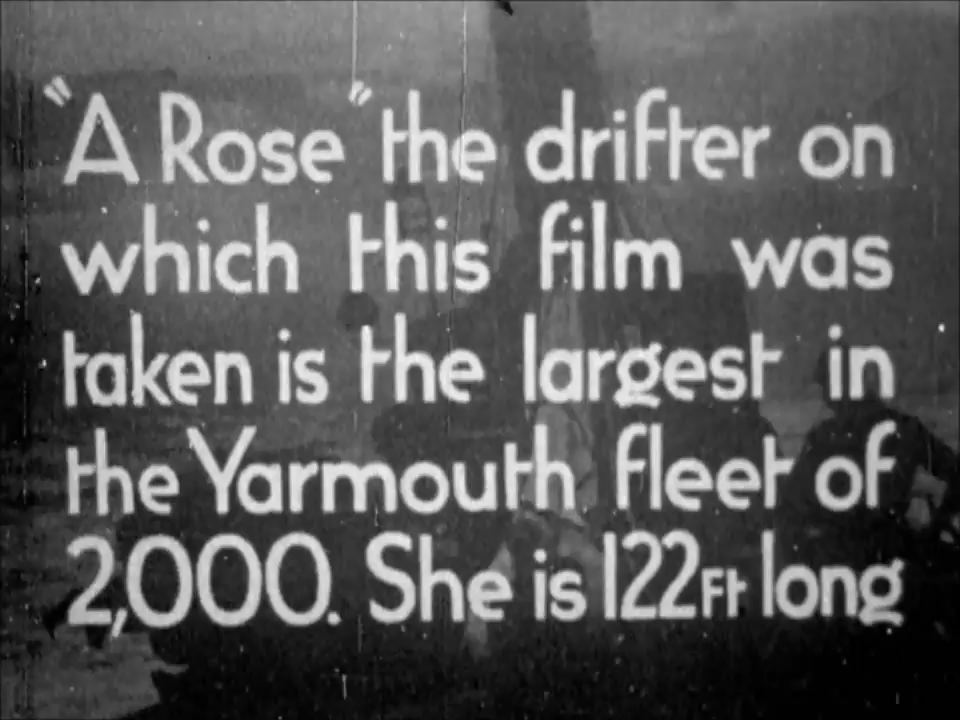 "A Rose" the drifter on
which this film was
taken is the largest in
the Yarmouth fleet of
2,000. She is 122Ft long